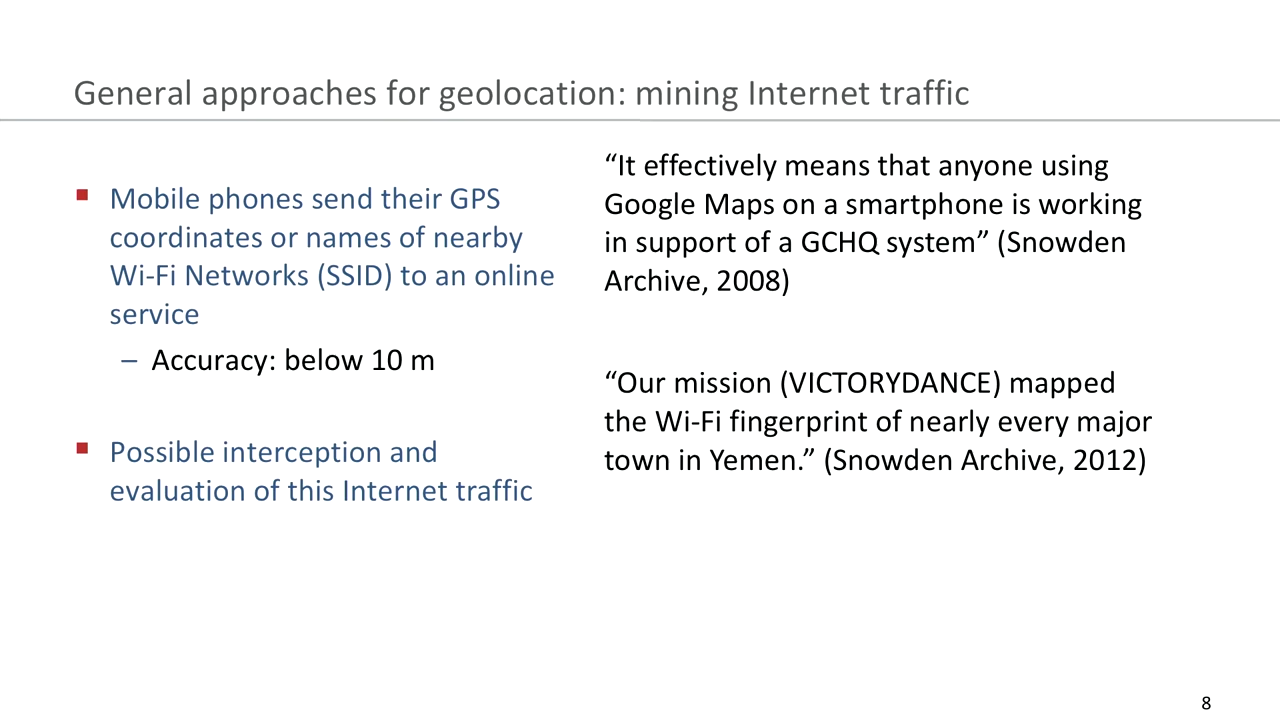 General approaches for geolocation: mining Internet traffic
Mobile phones send their GPS
coordinates or names of nearby
Wi-Fi Networks (SSID) to an online
service
– Accuracy: below 10 m
Possible interception and
evaluation of this Internet traffic
“It effectively means that anyone using
Google Maps on a smartphone is working
in support of a GCHQ system” (Snowden
Archive, 2008)
“Our mission (VICTORYDANCE) mapped
the Wi-Fi fingerprint of nearly every major
town in Yemen.” (Snowden Archive, 2012)
8